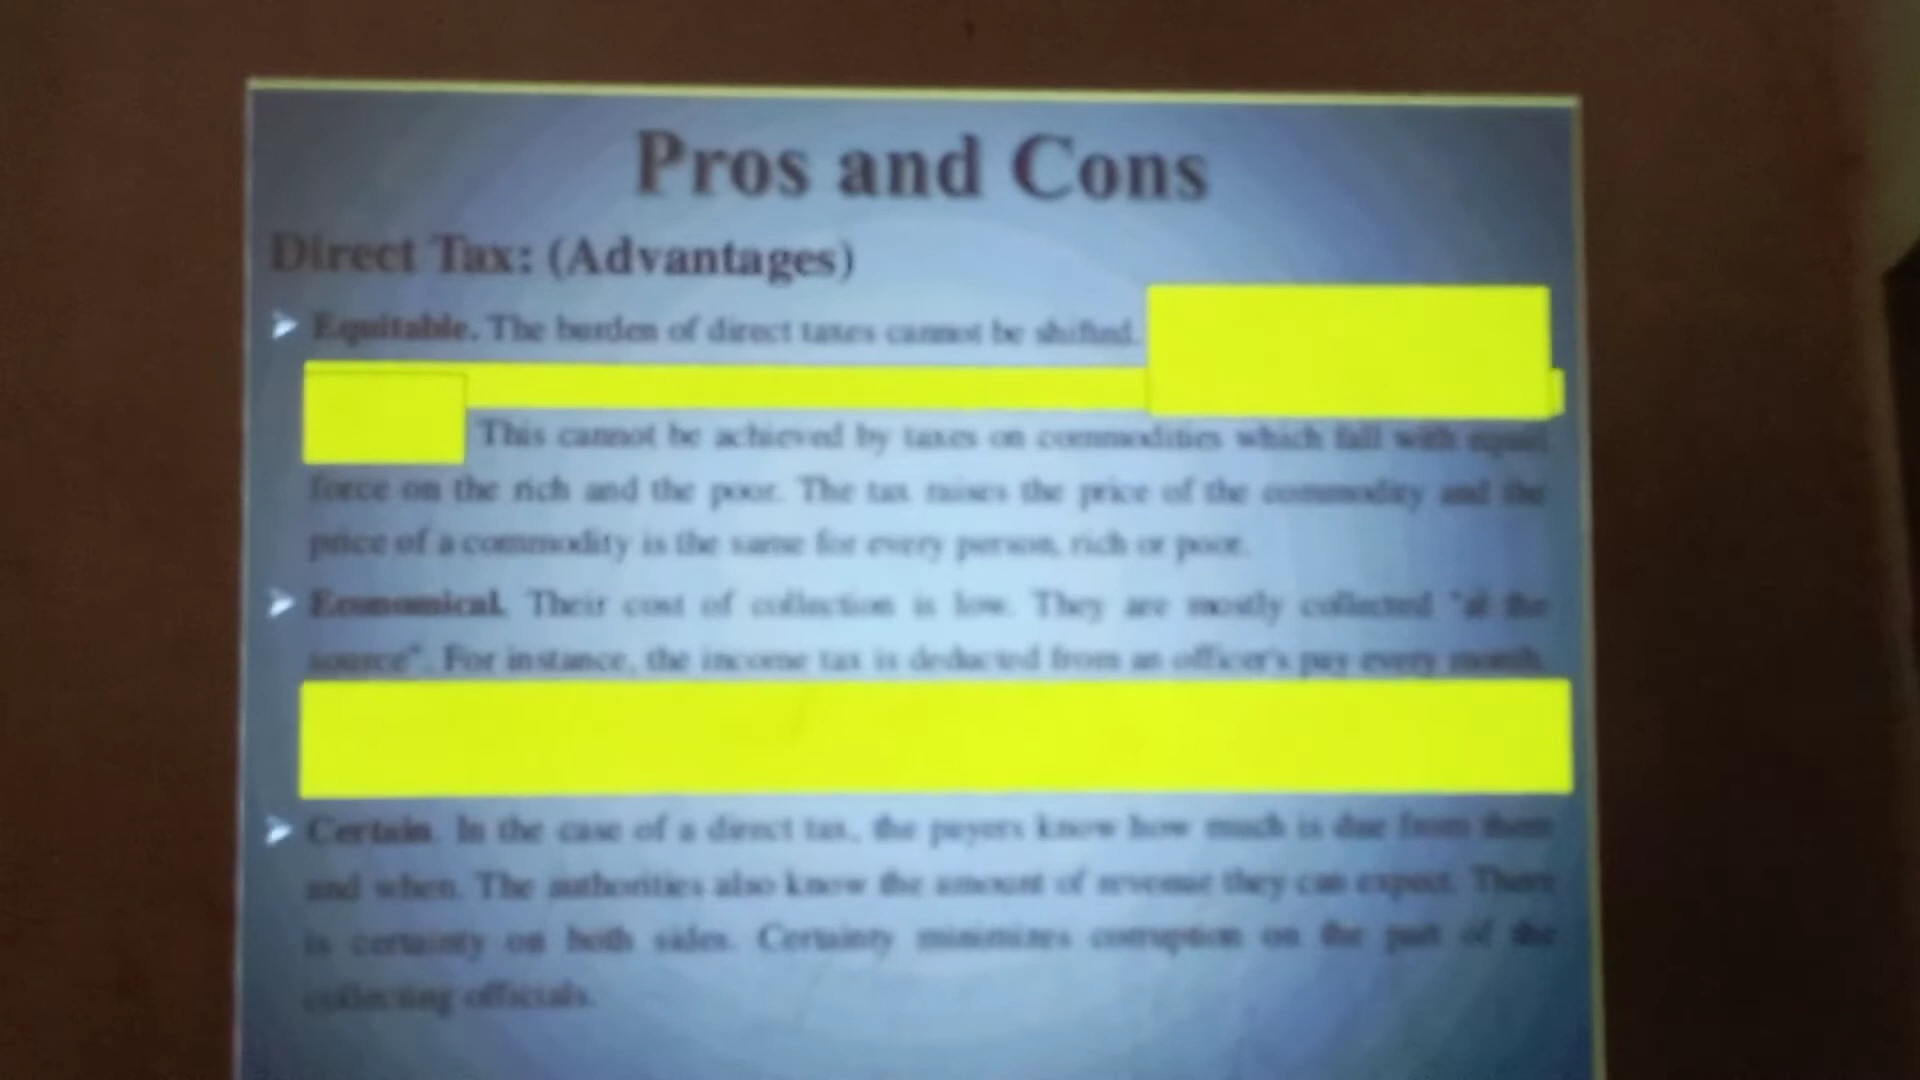 Pros and Cons
Direct Tax: (Advantages)
Equitable. The burden of direct taxes cannot be shifted.
This cannot be achieved by taxes on commodities which fall with equal
force on the rich and the poor. The tax raises the price of the commodity and the
price of a commodity is the same for every person, rich or poor.
Economical. Their cost of collection is low. They are mostly collected "at the
source". For instance, the income tax is deducted from an officer's pay every month.
Certain. In the case of a direct tax, the payers know how much is due from them
and when. The authorities also know the amount of revenue they can expect. There
is certainty on both sides. Certainty minimizes corruption on the part of the
collecting officials.